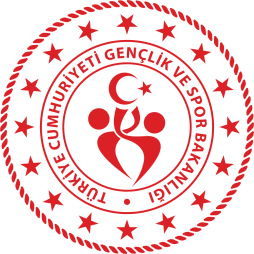 TÜRKİYE CUMHURİYETİ GENÇLİK VE SPOR BAKANLIĞI